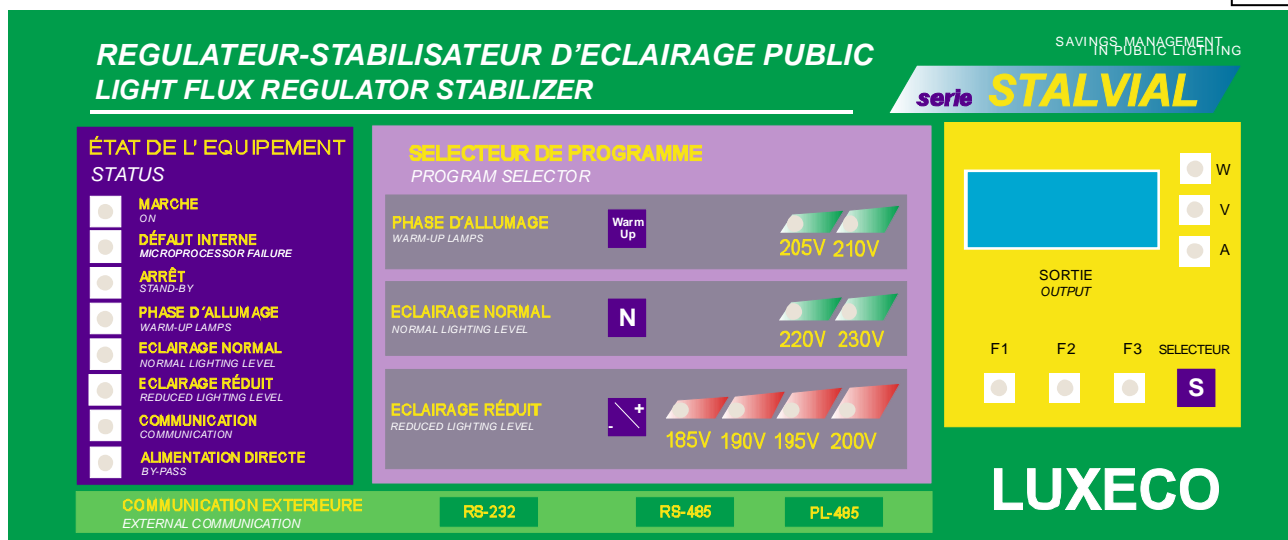 REGULATEUR-STABILISATEUR D'ECLAIRAGE PUBLIC
LIGHT FLUX REGULATOR STABILIZER
SAVINGS MANAGEMENT
IN PUBLIC LIGTHING
serie STALVIAL
ÉTAT DE L' EQUIPEMENT
STATUS
MARCHE
ON
DÉFAUT INTERNE
MICROPROCESSOR FAILURE
ARRÊT
STAND-BY
PHASE D´ALLUMAGE
WARM-UP LAMPS
ECLAIRAGE NORMAL
NORMAL LIGHTING LEVEL
ECLAIRAGE RÉDUIT
REDUCED LIGHTING LEVEL
COMMUNICATION
COMMUNICATION
ALIMENTATION DIRECTE
BY-PASS
SELECTEUR DE PROGRAMME
PROGRAM SELECTOR
PHASE D'ALLUMAGE
WARM-UP LAMPS
Warm
Up
205V 210V
ECLAIRAGE NORMAL
NORMAL LIGHTING LEVEL
N
220V 230V
ECLAIRAGE RÉDUIT
REDUCED LIGHTING LEVEL
- +
185V 190V 195V 200V
W
V
A
SORTIE
OUTPUT
F1 F2 F3 SELECTEUR
S
COMMUNICATION EXTERIEURE
EXTERNAL COMMUNICATION
RS-232 RS-485 PL-485
LUXECO